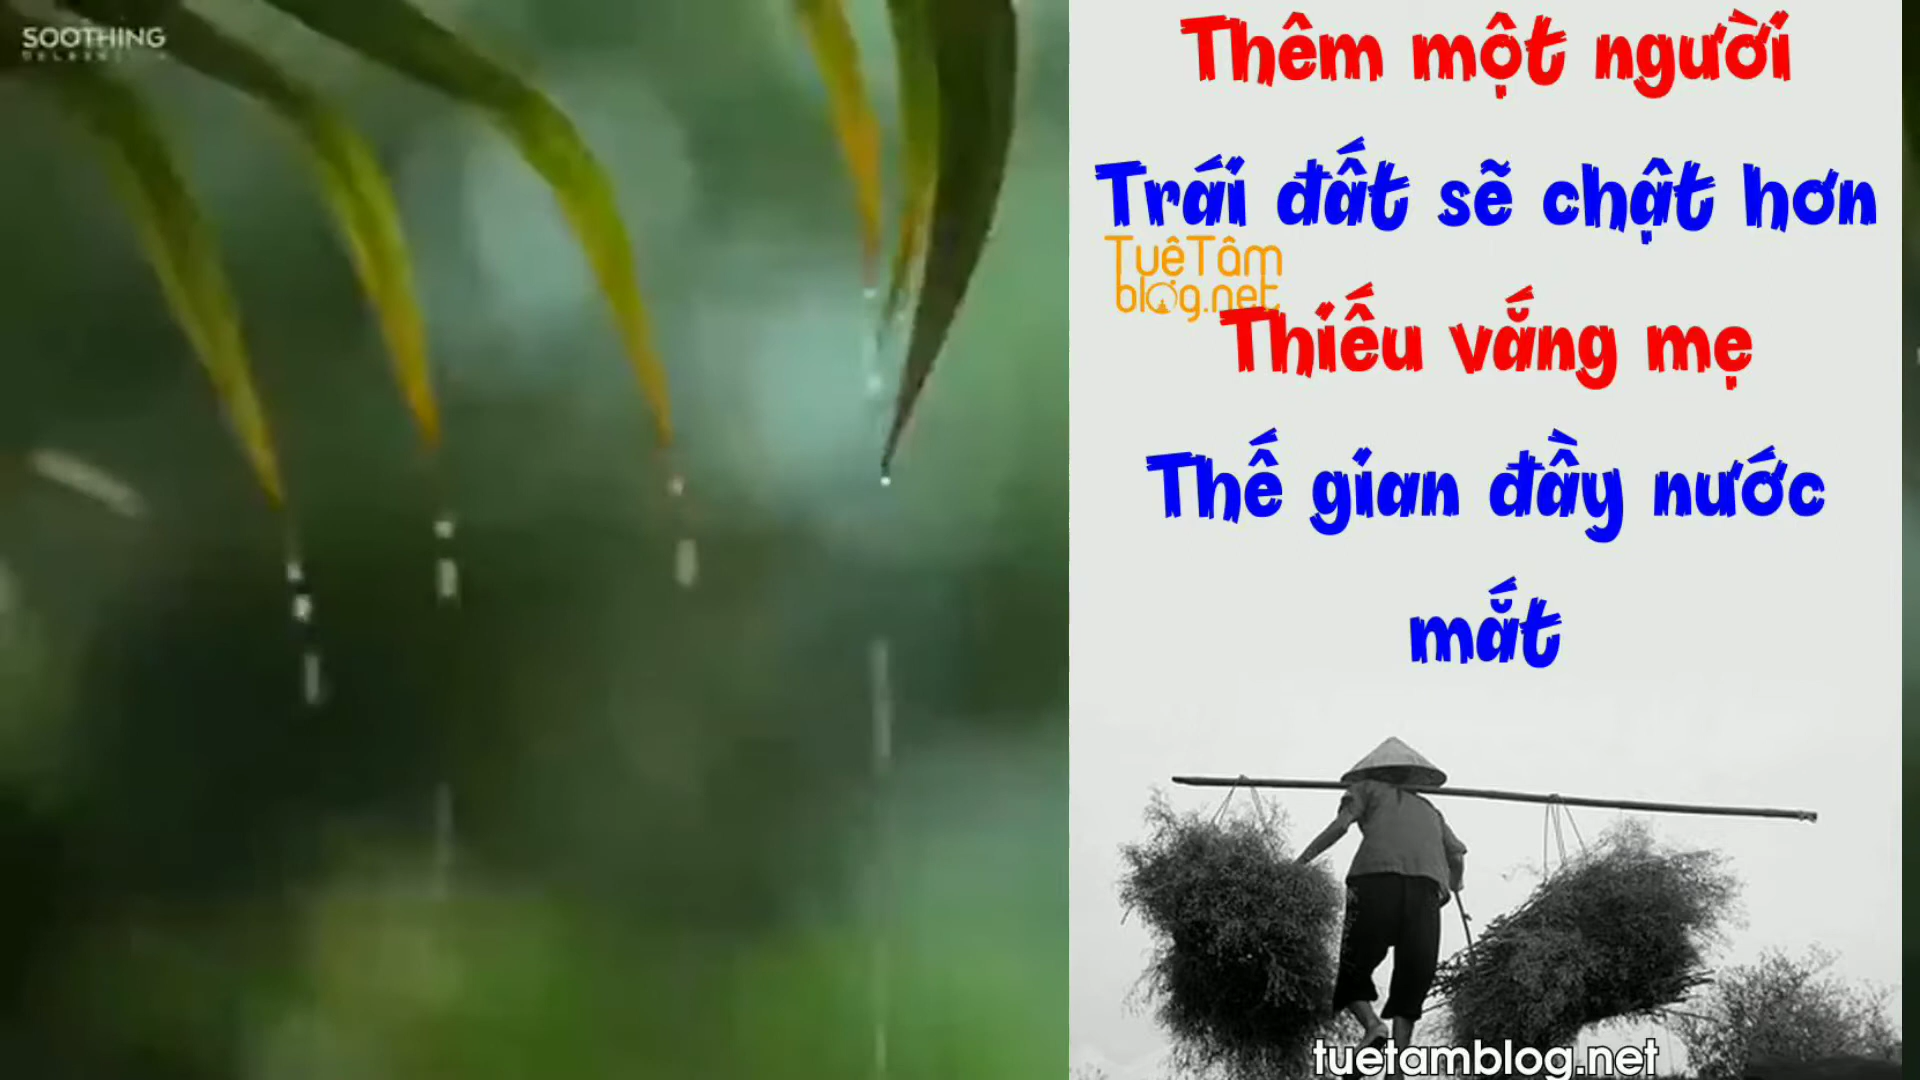 SOOTHING
Thêm một người
Trái đất sẽ chật hơn
TuệTâm
blog.net
Thiếu vắng mẹ
Thế gian đầy nước
mắt
tuetamblog.net